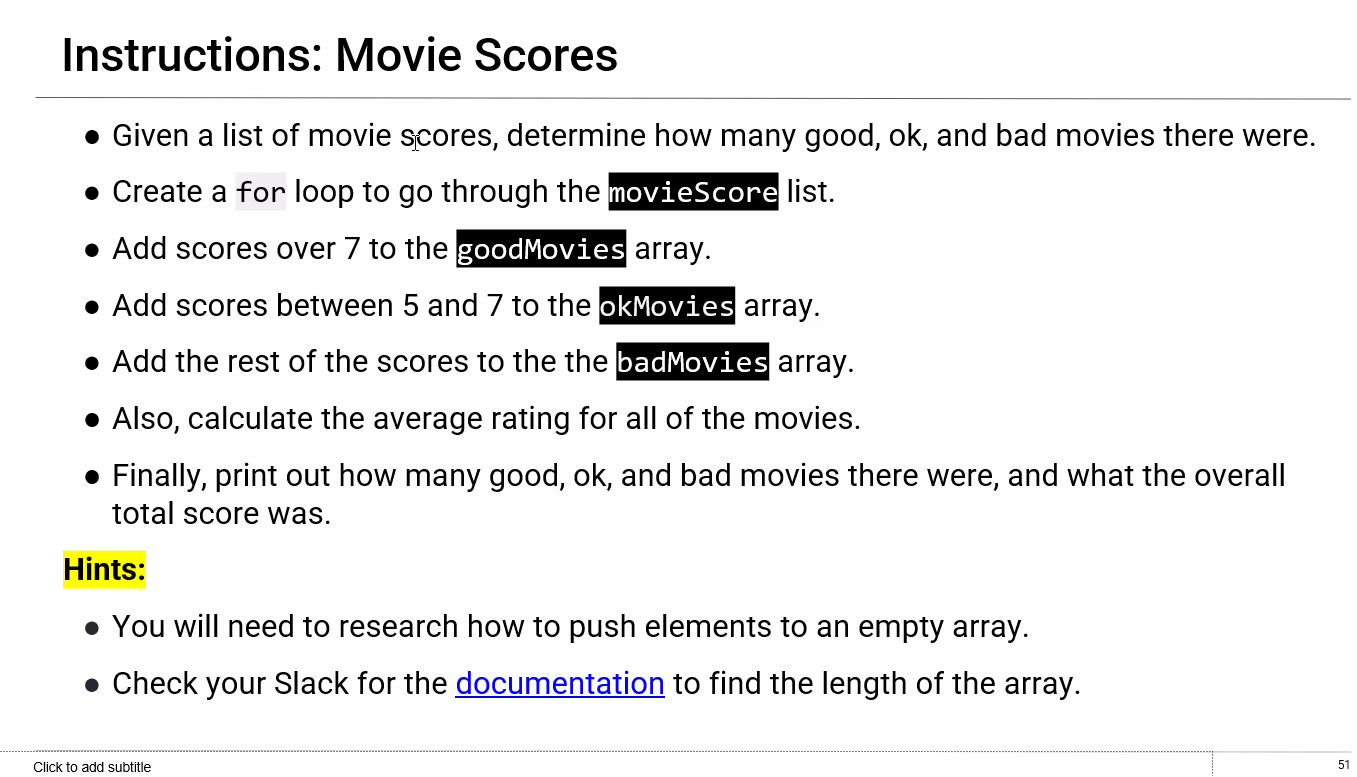 Instructions: Movie Scores
● Given a list of movie scores, determine how many good, ok, and bad movies there were.
● Create a for loop to go through the movieScore list.
● Add scores over 7 to the goodMovies array.
● Add scores between 5 and 7 to the okMovies array.
● Add the rest of the scores to the the badMovies array.
● Also, calculate the average rating for all of the movies.
● Finally, print out how many good, ok, and bad movies there were, and what the overall
total score was.
Hints:
● You will need to research how to push elements to an empty array.
● Check your Slack for the documentation to find the length of the array.
Click to add subtitle
51